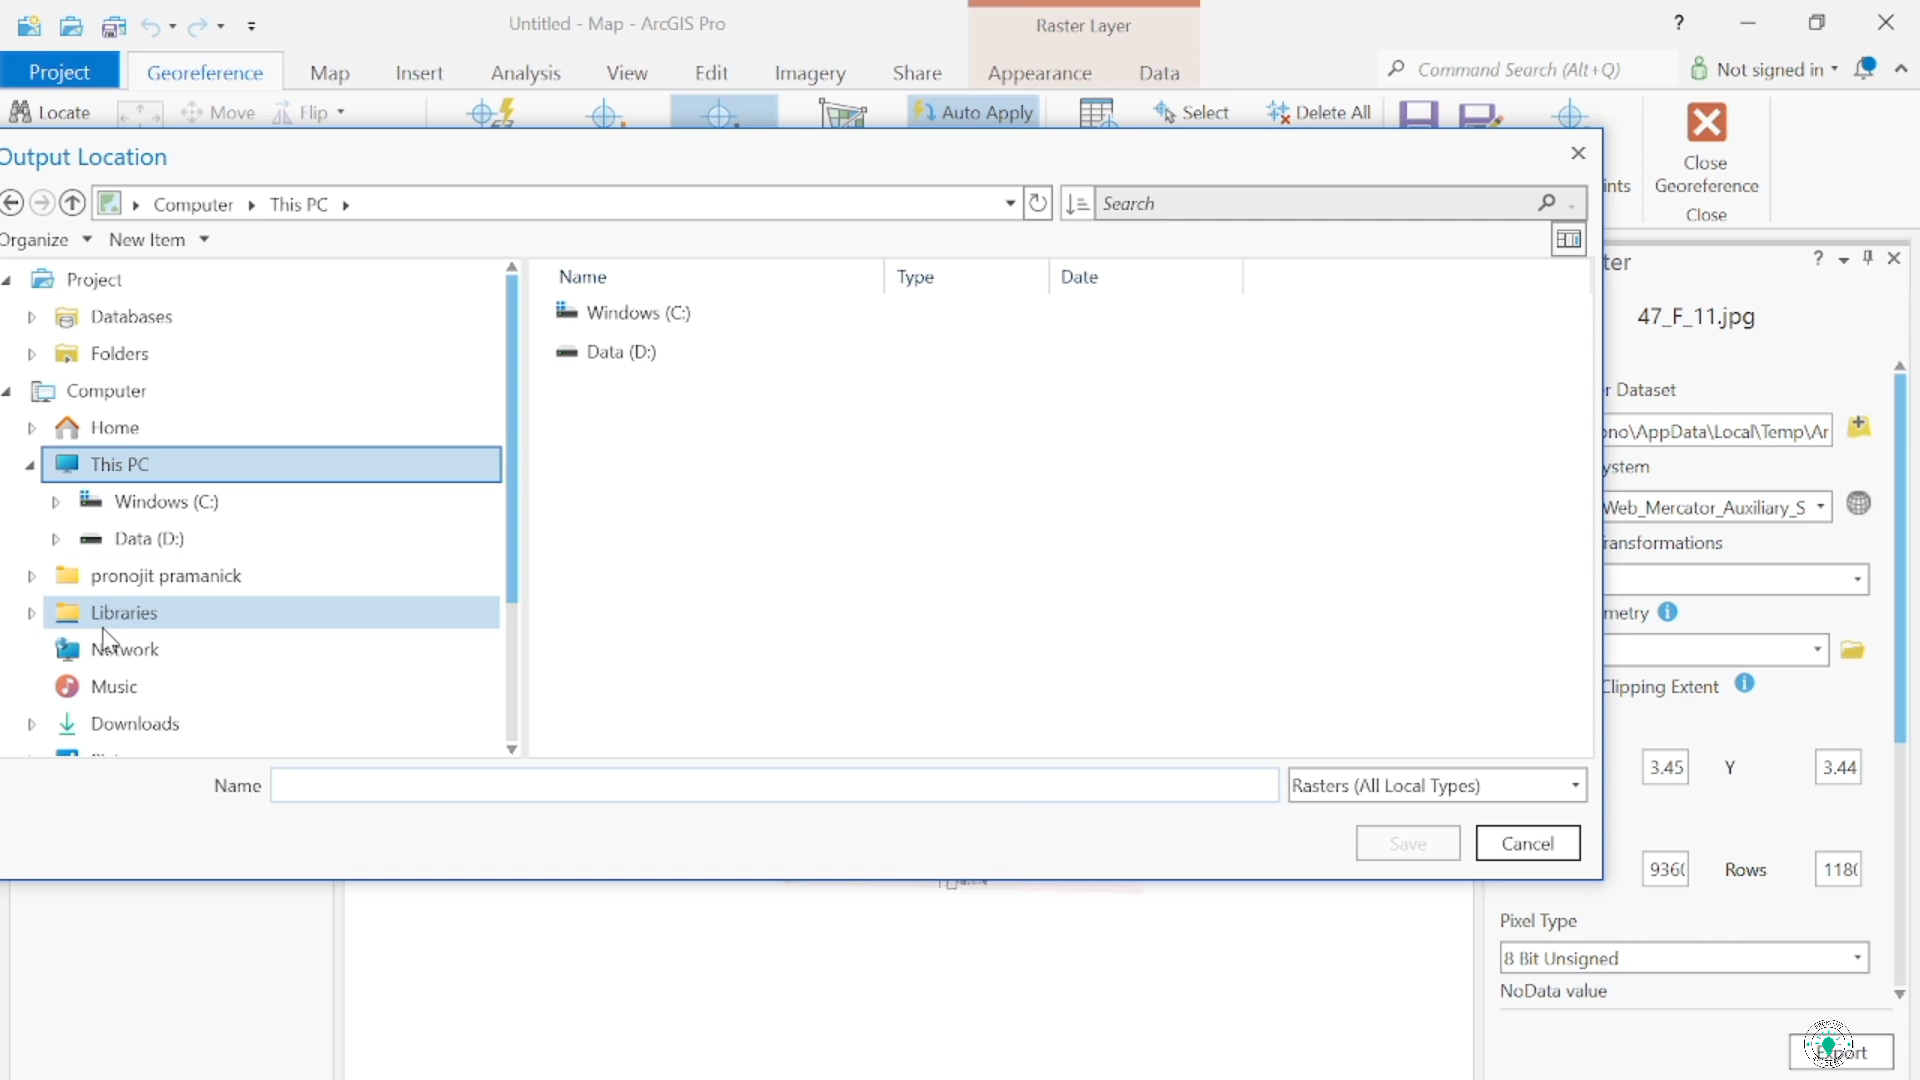 Untitled - Map - ArcGIS Pro
Raster Layer
Project
Georeference
Map
Insert
Analysis
View
Edit
Imagery
Share
Appearance
Data
Command Search (Alt+Q)
Not signed in
Locate
Move
Flip
Auto Apply
Select
Delete All
Output Location
Close
Georeference
Close
ints
Computer
This PC
Search
Organize
New Item
Project
Databases
Folders
Computer
Home
This PC
Windows (C:)
Data (D:)
pronojit pramanick
Libraries
Network
Music
Downloads
Name
Type
Date
Windows (C:)
Data (D:)
Name
Rasters (All Local Types)
Save
Cancel
ter
47_F_11.jpg
r Dataset
ono\AppData\Local\Temp\Ar
ystem
Web_Mercator_Auxiliary_S
ransformations
metry
Clipping Extent
3.45
Y
3.44
936(
Rows
118(
Pixel Type
8 Bit Unsigned
NoData value
Export